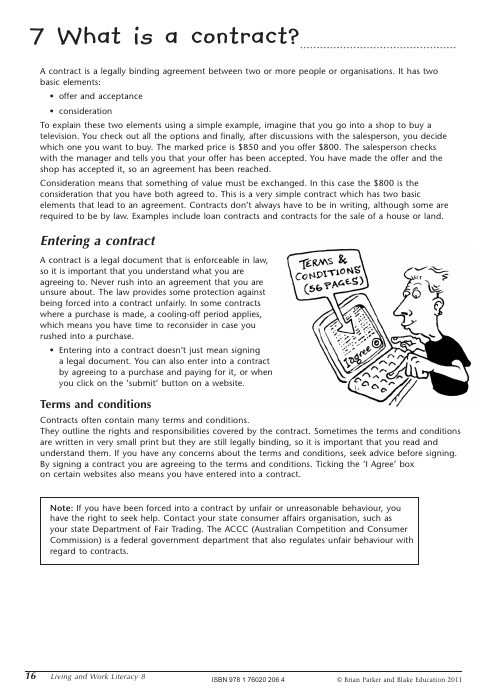 7 What is a contract?
A contract is a legally binding agreement between two or more people or organisations. It has two
basic elements:
• offer and acceptance
• consideration
To explain these two elements using a simple example, imagine that you go into a shop to buy a
television. You check out all the options and finally, after discussions with the salesperson, you decide
which one you want to buy. The marked price is $850 and you offer $800. The salesperson checks
with the manager and tells you that your offer has been accepted. You have made the offer and the
shop has accepted it, so an agreement has been reached.
Consideration means that something of value must be exchanged. In this case the $800 is the
consideration that you have both agreed to. This is a very simple contract which has two basic
elements that lead to an agreement. Contracts don't always have to be in writing, although some are
required to be by law. Examples include loan contracts and contracts for the sale of a house or land.
Entering a contract
A contract is a legal document that is enforceable in law,
so it is important that you understand what you are
agreeing to. Never rush into an agreement that you are
unsure about. The law provides some protection against
being forced into a contract unfairly. In some contracts
where a purchase is made, a cooling-off period applies,
which means you have time to reconsider in case you
rushed into a purchase.
• Entering into a contract doesn't just mean signing
a legal document. You can also enter into a contract
by agreeing to a purchase and paying for it, or when
you click on the 'submit' button on a website.
TERMS &
CONDITIONS
(56 PAGES)
I agree
Terms and conditions
Contracts often contain many terms and conditions.
They outline the rights and responsibilities covered by the contract. Sometimes the terms and conditions
are written in very small print but they are still legally binding, so it is important that you read and
understand them. If you have any concerns about the terms and conditions, seek advice before signing.
By signing a contract you are agreeing to the terms and conditions. Ticking the 'I Agree' box
on certain websites also means you have entered into a contract.
Note: If you have been forced into a contract by unfair or unreasonable behaviour, you
have the right to seek help. Contact your state consumer affairs organisation, such as
your state Department of Fair Trading. The ACCC (Australian Competition and Consumer
Commission) is a federal government department that also regulates unfair behaviour with
regard to contracts.
16 Living and Work Literacy 8 ISBN 978 1 76020 206 4 © Brian Parker and Blake Education 2011